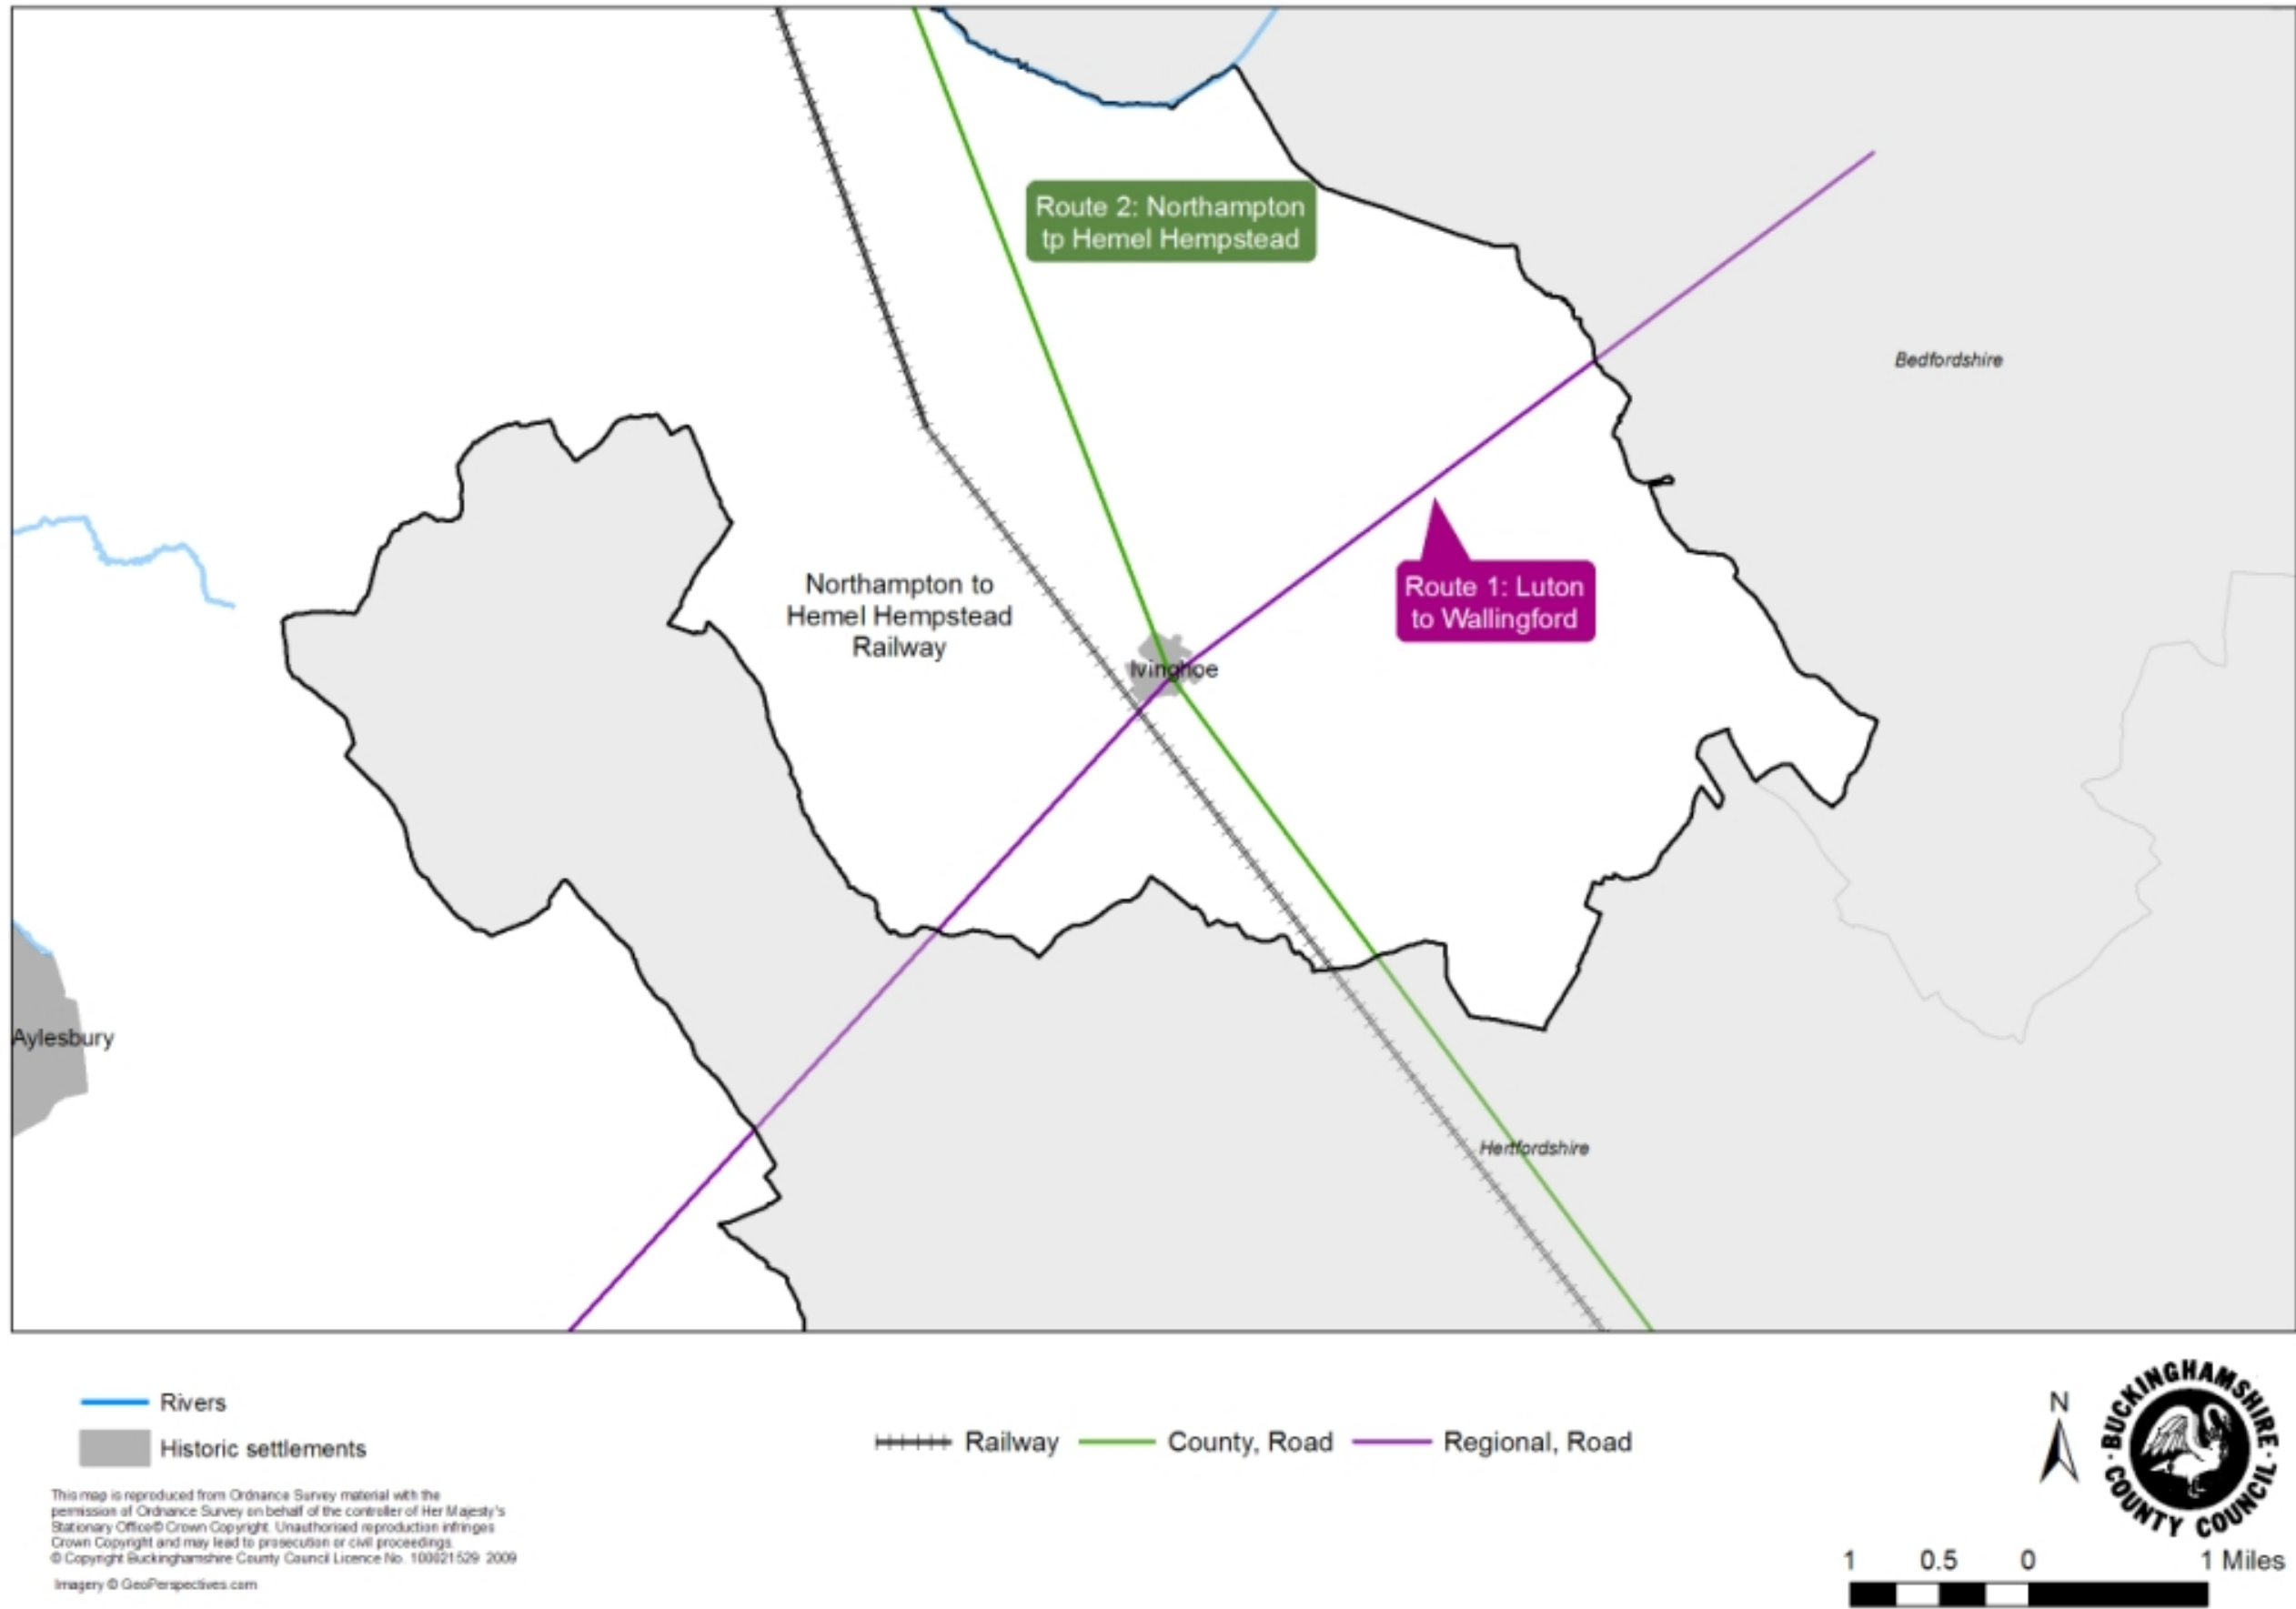 Route 2: Northampton
tp Hemel Hempstead
Bedfordshire
Northampton to
Hemel Hempstead
Railway
Route 1: Luton
to Wallingford
Ivinghoe
Aylesbury
Hertfordshire
Rivers
Historic settlements
Railway
County, Road
Regional, Road
N
BUCKINGHAMSHIRE
COUNTY COUNCIL
This map is reproduced from Ordnance Survey material with the
permission of Ordnance Survey on behalf of the controller of Her Majesty's
Stationary Office© Crown Copyright. Unauthorised reproduction infringes
Crown Copyright and may lead to prosecution or civil proceedings.
© Copyright Buckinghamshire County Council Licence No. 100021529 2009
Imagery © GeoPerspectives.com
1 0.5 0 1 Miles